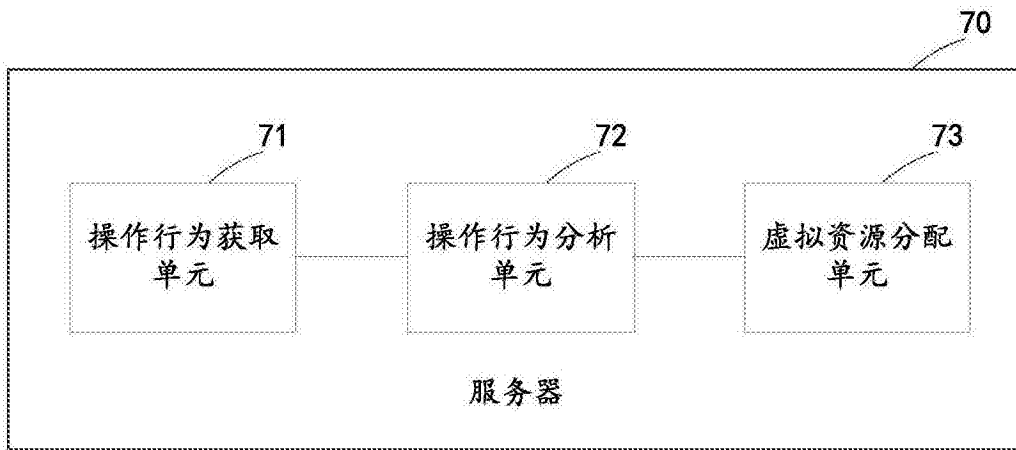 70
71
72
73
操作行为获取
单元
操作行为分析
单元
虚拟资源分配
单元
服务器